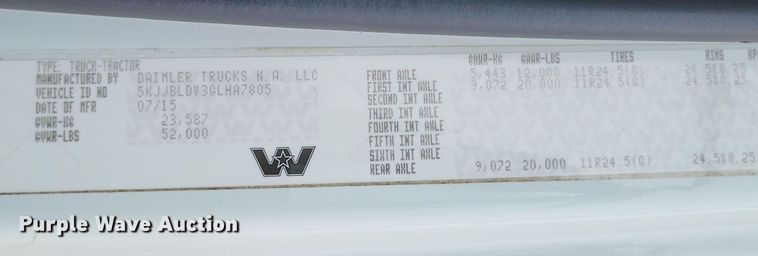 TYPE: TRUCK-TRACTOR
MANUFACTURED BY DAIMLER TRUCKS N.A. LLC
VEHICLE ID NO 5KJJBLDV3GLHA7805
DATE OF MFR 07/15
GVWR-KG 23,587
GVWR-LBS 52,000
GAWR-KG GAWR-LBS TIRES RIMS
FRONT AXLE 5,443 12,000 11R24.5(G) 24.5X8.25
FIRST INT AXLE 9,072 20,000 11R24.5(G) 24.5X8.25
SECOND INT AXLE
THIRD INT AXLE
FOURTH INT AXLE
FIFTH INT AXLE
SIXTH INT AXLE
REAR AXLE 9,072 20,000 11R24.5(G) 24.5X8.25
W
Purple Wave Auction